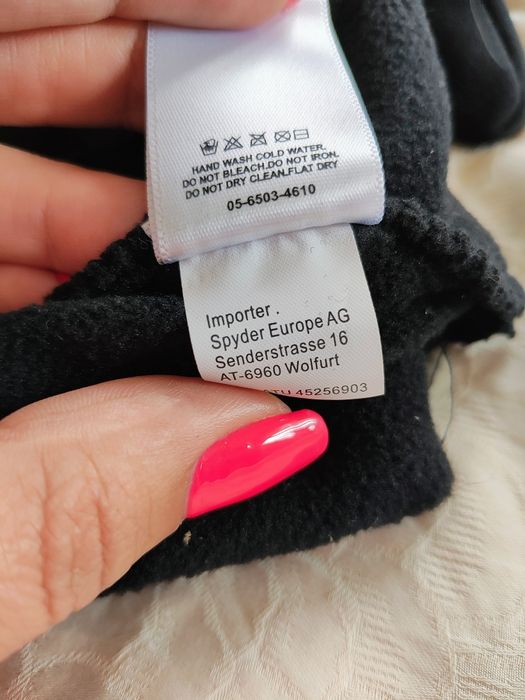 HAND WASH COLD WATER.
DO NOT BLEACH.DO NOT IRON.
DO NOT DRY CLEAN.FLAT DRY
05-6503-4610
Importer .
Spyder Europe AG
Senderstrasse 16
AT-6960 Wolfurt
45256903